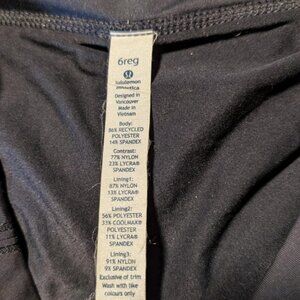 6reg
lululemon
athletica
Designed in
Vancouver
Made in
Vietnam
Body:
86% RECYCLED
POLYESTER
14% SPANDEX
Contrast:
77% NYLON
23% LYCRA®
SPANDEX
Lining1:
87% NYLON
13% LYCRA®
SPANDEX
Lining2:
56% POLYESTER
33% COOLMAX®
POLYESTER
11% LYCRA®
SPANDEX
Lining3:
91% NYLON
9% SPANDEX
Exclusive of trim
Wash with like
colours only